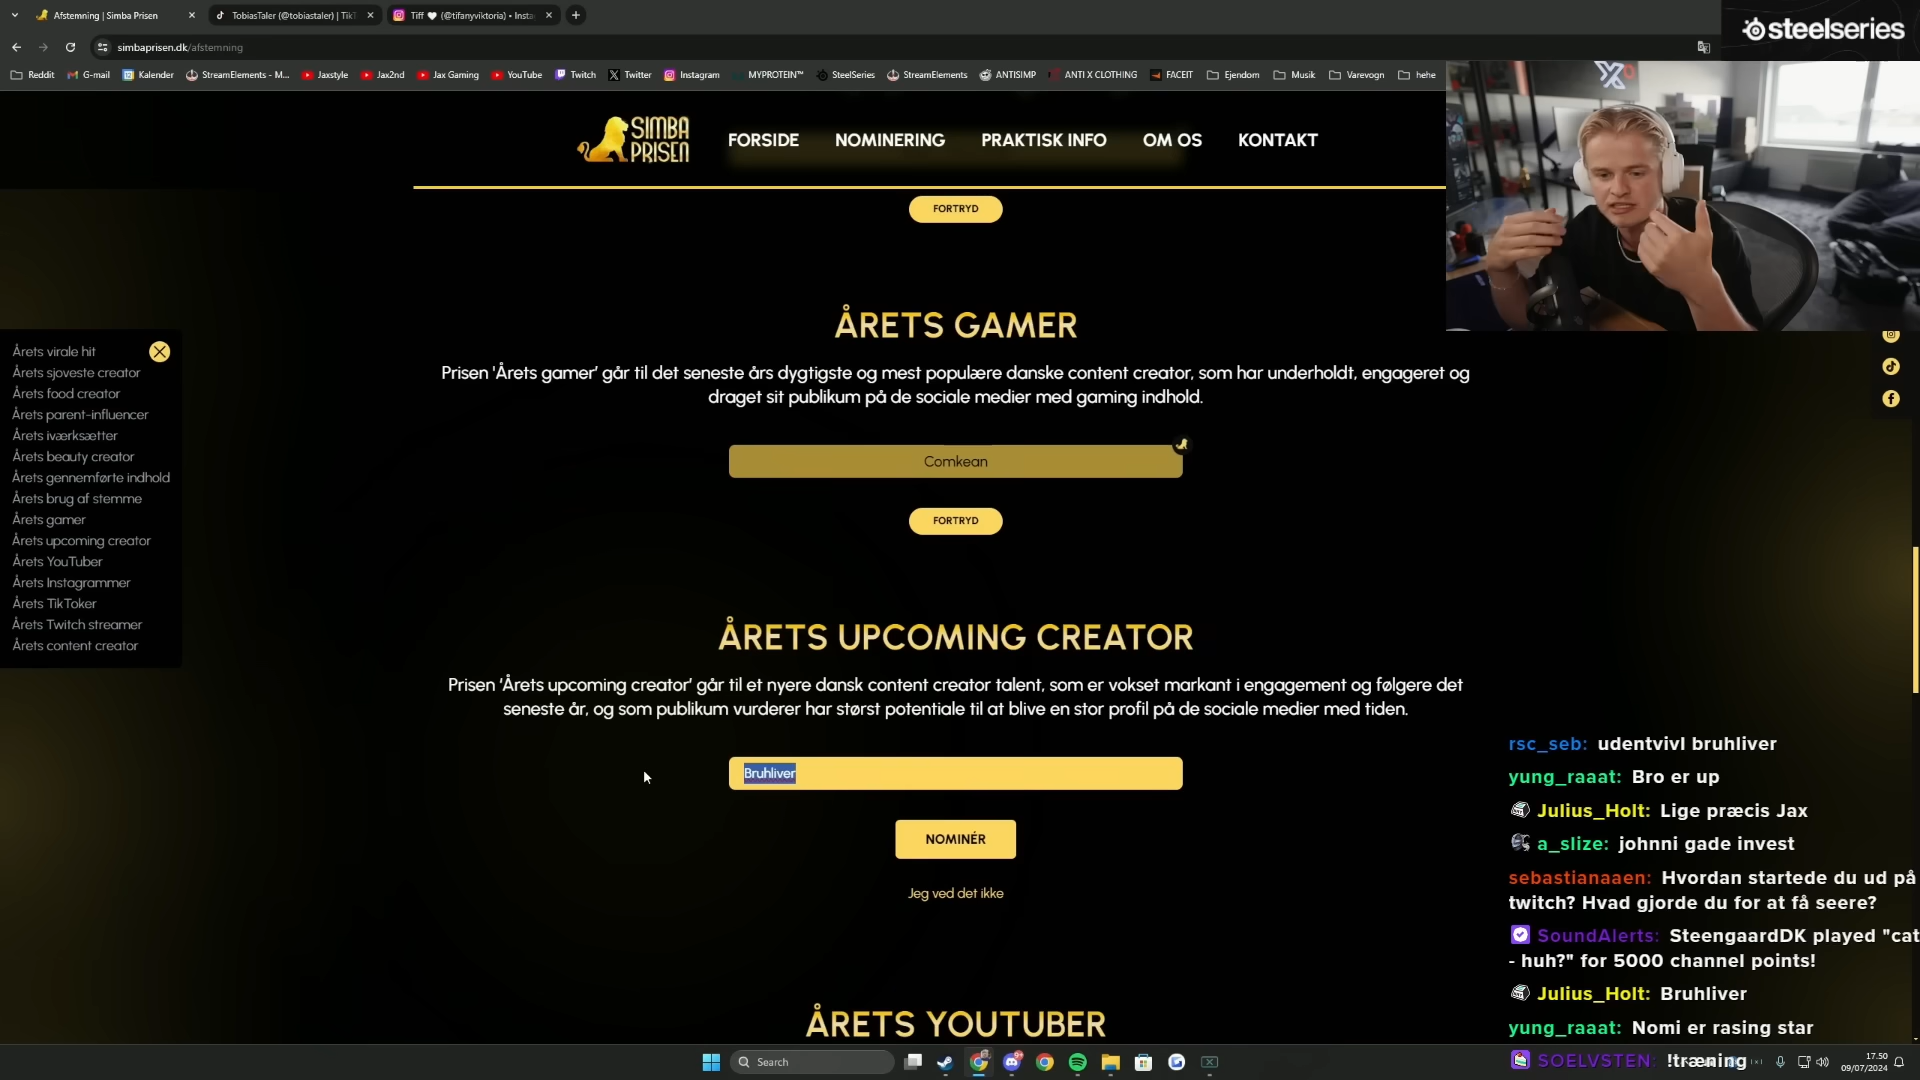 Afstemning | Simba Prisen
TobiasTaler (@tobiastaler) | TikT
Tiff 🤍 (@tifanyviktoria) • Insta
simbaprisen.dk/afstemning
Reddit
G-mail
Kalender
StreamElements - M...
Jaxstyle
Jax2nd
Jax Gaming
YouTube
Twitch
Twitter
Instagram
MYPROTEIN™
SteelSeries
StreamElements
ANTISIMP
ANTI X CLOTHING
FACEIT
Ejendom
Musik
Varevogn
hehe
steelseries
SIMBA
PRISEN
FORSIDE
NOMINERING
PRAKTISK INFO
OM OS
KONTAKT
FORTRYD
Årets virale hit
Årets sjoveste creator
Årets food creator
Årets parent-influencer
Årets iværksætter
Årets beauty creator
Årets gennemførte indhold
Årets brug af stemme
Årets gamer
Årets upcoming creator
Årets YouTuber
Årets Instagrammer
Årets TikToker
Årets Twitch streamer
Årets content creator
ÅRETS GAMER
Prisen 'Årets gamer' går til det seneste års dygtigste og mest populære danske content creator, som har underholdt, engageret og
draget sit publikum på de sociale medier med gaming indhold.
Comkean
FORTRYD
ÅRETS UPCOMING CREATOR
Prisen 'Årets upcoming creator' går til et nyere dansk content creator talent, som er vokset markant i engagement og følgere det
seneste år, og som publikum vurderer har størst potentiale til at blive en stor profil på de sociale medier med tiden.
Bruhliver
NOMINÉR
Jeg ved det ikke
ÅRETS YOUTUBER
rsc_seb: udentvivl bruhliver
yung_raaat: Bro er up
Julius_Holt: Lige præcis Jax
a_slize: johnni gade invest
sebastianaaen: Hvordan startede du ud på
twitch? Hvad gjorde du for at få seere?
SoundAlerts: SteengaardDK played "cat
- huh?" for 5000 channel points!
Julius_Holt: Bruhliver
yung_raaat: Nomi er rasing star
SOELVSTEN: !træning
Search
17.50
09/07/2024